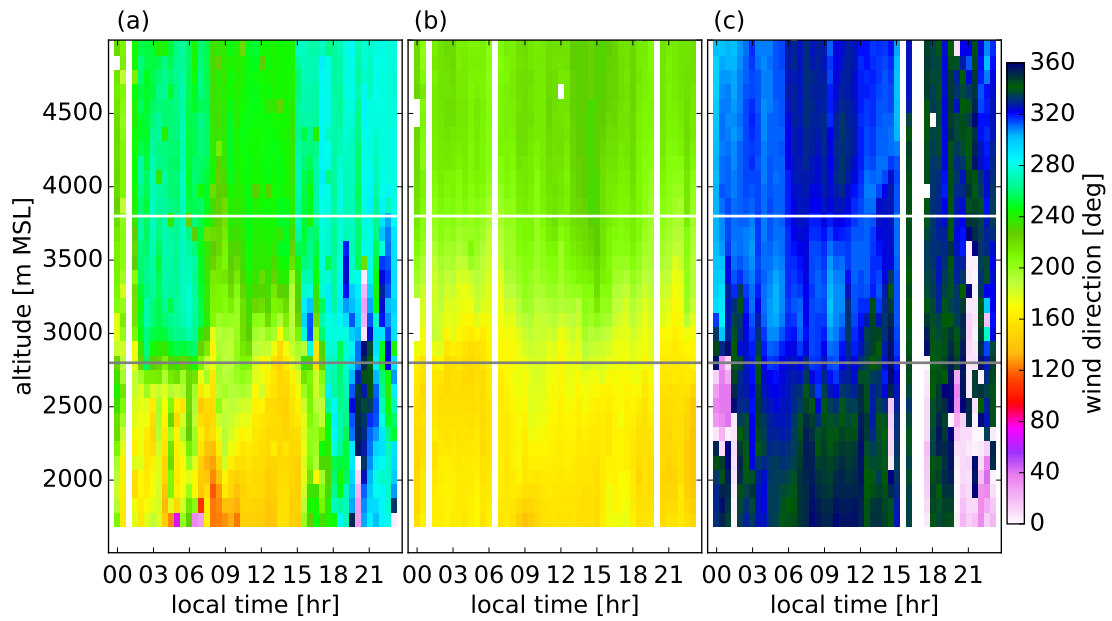 (a) (b) (c)
altitude [m MSL]
4500
4000
3500
3000
2500
2000
00 03 06 09 12 15 18 21
00 03 06 09 12 15 18 21
00 03 06 09 12 15 18 21
local time [hr] local time [hr] local time [hr]
360
320
280
240
200
160
120
80
40
0
wind direction [deg]